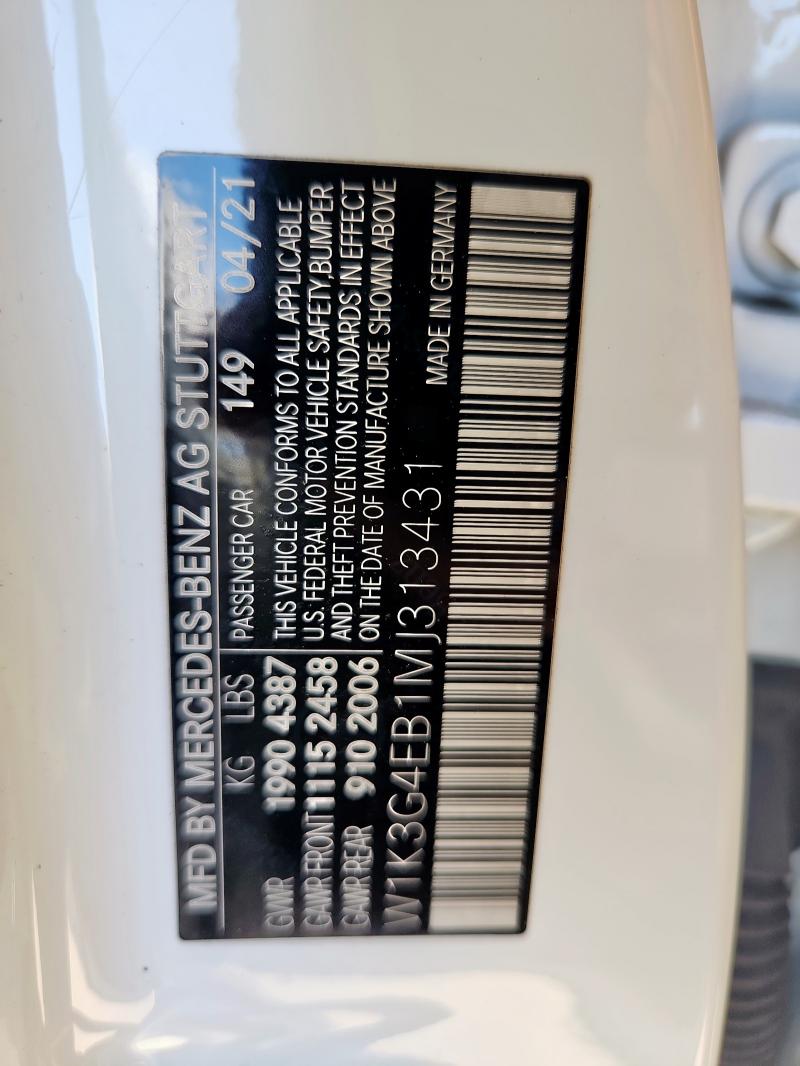 MFD BY MERCEDES-BENZ AG STUTTGART
KG LBS PASSENGER CAR 149 04/21
GVWR 1990 4387 THIS VEHICLE CONFORMS TO ALL APPLICABLE
GAWR FRONT 1115 2458 U.S. FEDERAL MOTOR VEHICLE SAFETY, BUMPER
GAWR REAR 910 2006 AND THEFT PREVENTION STANDARDS IN EFFECT
ON THE DATE OF MANUFACTURE SHOWN ABOVE
W1K3G4EB1MJ313431 MADE IN GERMANY